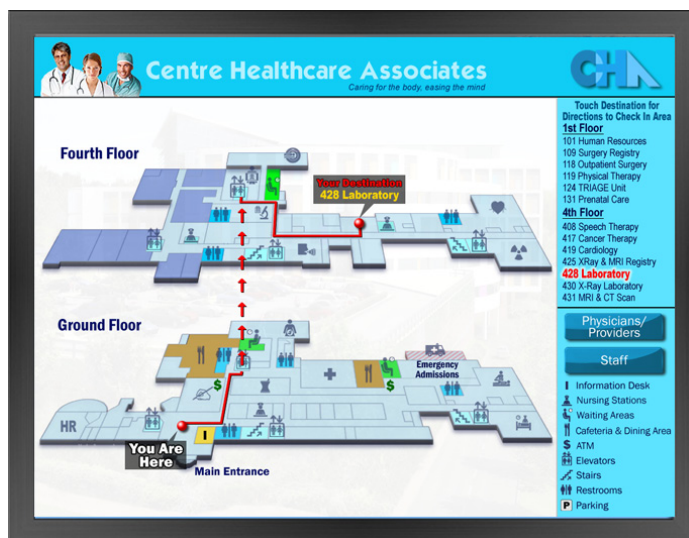 Centre Healthcare Associates
Caring for the body, easing the mind
CHA
Touch Destination for
Directions to Check In Area
1st Floor
101 Human Resources
109 Surgery Registry
118 Outpatient Surgery
119 Physical Therapy
124 TRIAGE Unit
131 Prenatal Care
4th Floor
408 Speech Therapy
417 Cancer Therapy
419 Cardiology
425 XRay & MRI Registry
428 Laboratory
430 X-Ray Laboratory
431 MRI & CT Scan
Physicians/
Providers
Staff
I Information Desk
Nursing Stations
Waiting Areas
Cafeteria & Dining Area
$ ATM
Elevators
Stairs
Restrooms
P Parking
Fourth Floor
Your Destination
428 Laboratory
Ground Floor
Emergency
Admissions
$
$
HR
I
You Are
Here
Main Entrance